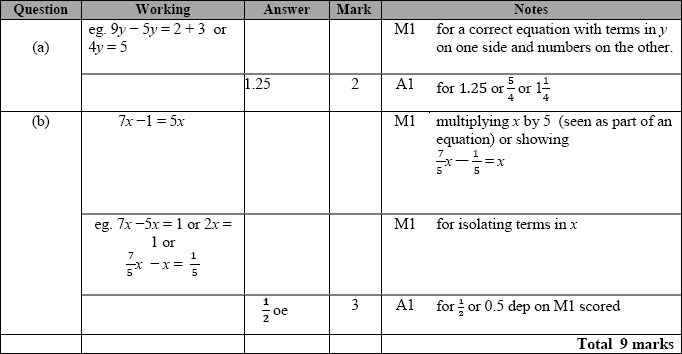 Question Working Answer Mark Notes
(a) eg. 9y – 5y = 2 + 3 or 4y = 5 M1 for a correct equation with terms in y on one side and numbers on the other.
1.25 2 A1 for 1.25 or 5/4 or 1 1/4
(b) 7x –1 = 5x M1 multiplying x by 5 (seen as part of an equation) or showing
7/5 x – 1/5 = x
eg. 7x –5x = 1 or 2x = 1 or M1 for isolating terms in x
7/5 x – x = 1/5
1/2 oe 3 A1 for 1/2 or 0.5 dep on M1 scored
Total 9 marks